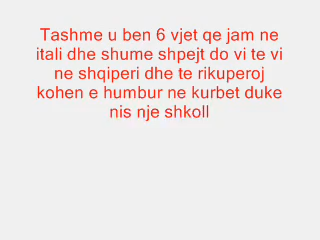 Tashme u ben 6 vjet qe jam ne
itali dhe shume shpejt do vi te vi
ne shqiperi dhe te rikuperoj
kohen e humbur ne kurbet duke
nis nje shkoll